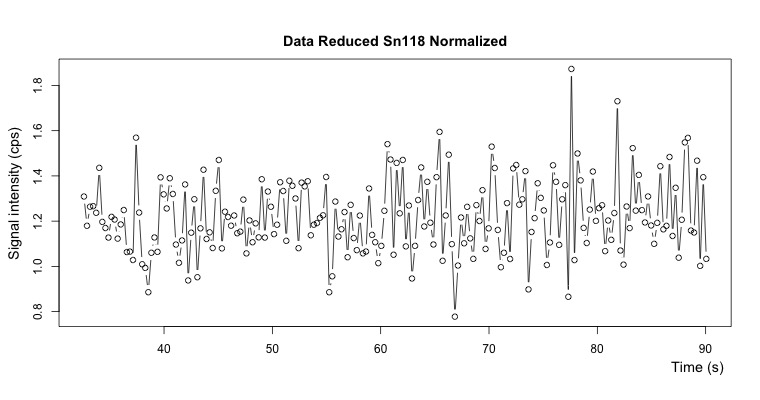 Data Reduced Sn118 Normalized
Signal intensity (cps)
1.8
1.6
1.4
1.2
1.0
0.8
40 50 60 70 80 90
Time (s)